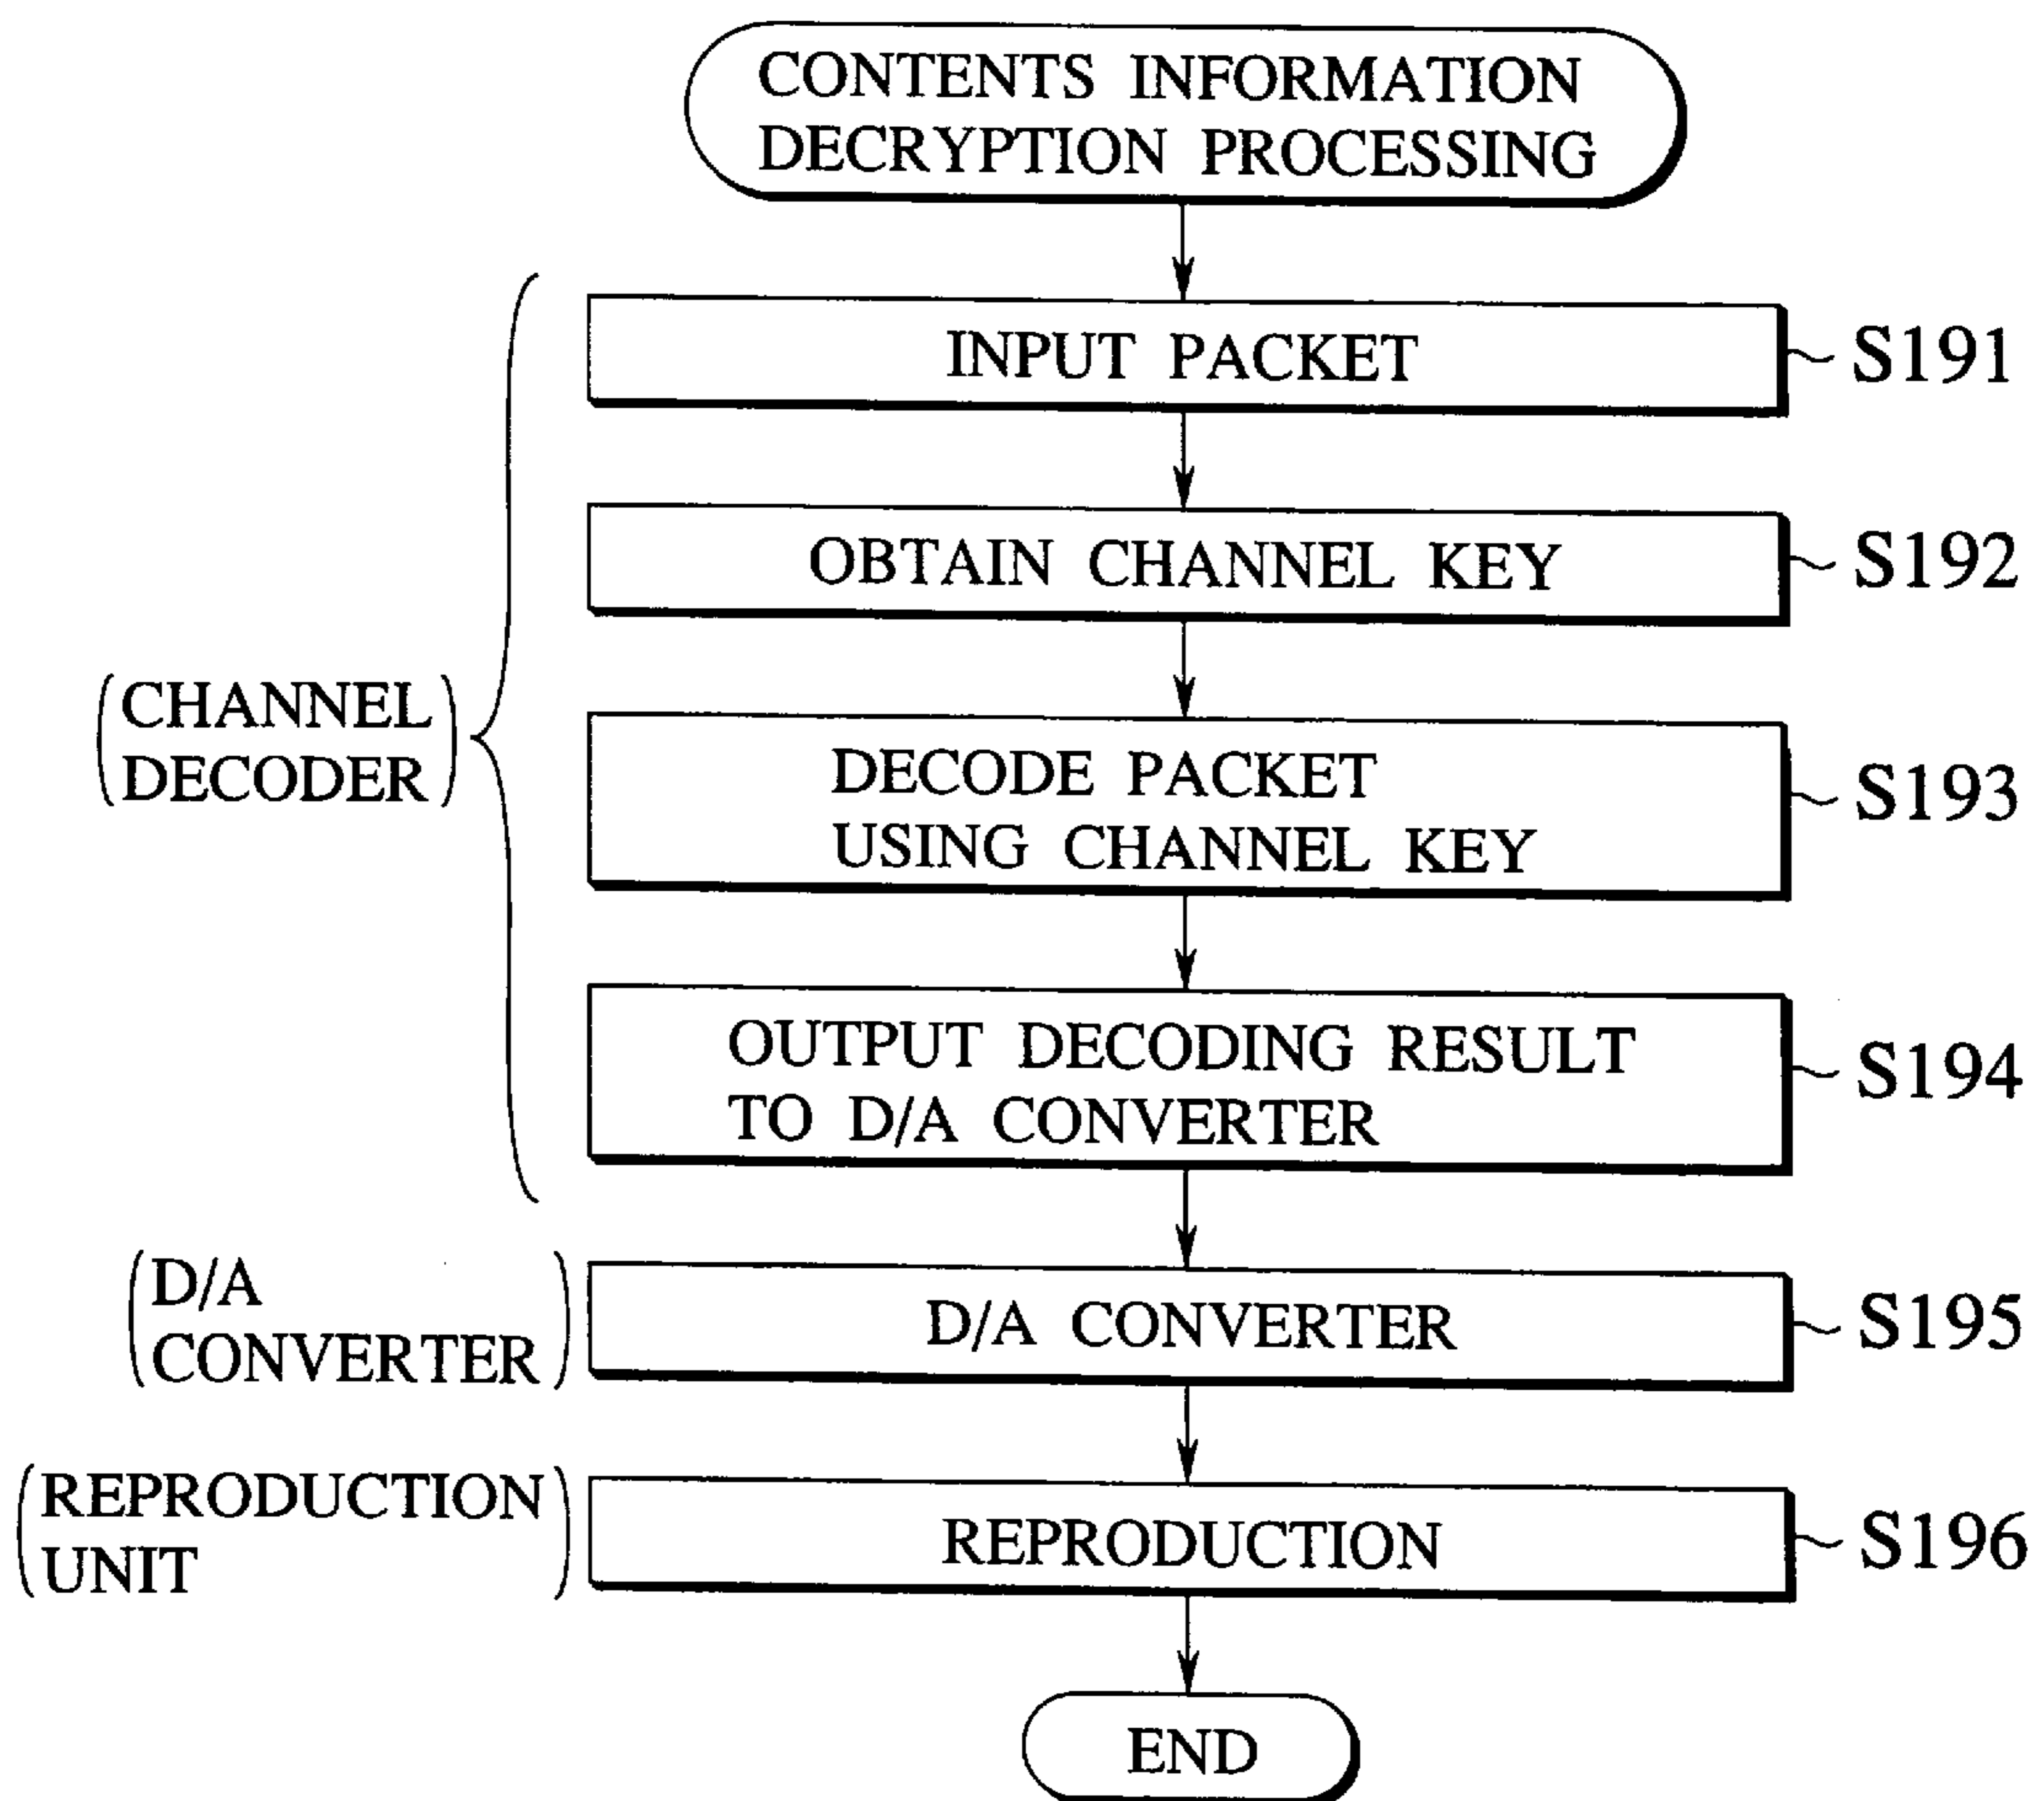 CONTENTS INFORMATION
DECRYPTION PROCESSING
INPUT PACKET
S191
OBTAIN CHANNEL KEY
S192
CHANNEL
DECODER
DECODE PACKET
USING CHANNEL KEY
S193
OUTPUT DECODING RESULT
TO D/A CONVERTER
S194
D/A
CONVERTER
D/A CONVERTER
S195
REPRODUCTION
UNIT
REPRODUCTION
S196
END